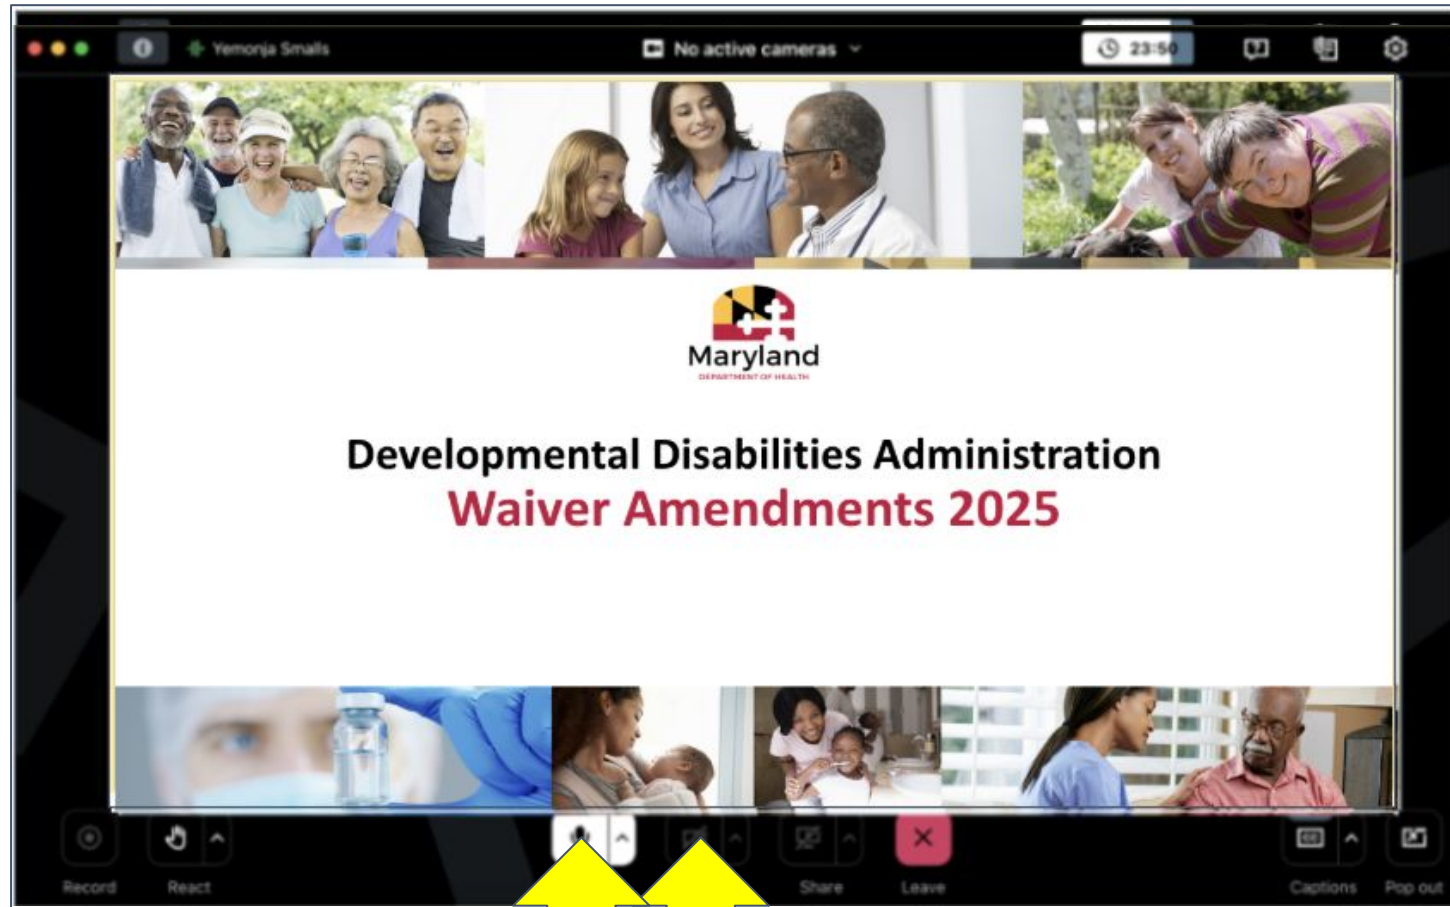 Yemonja Smalls
No active cameras
23:50
Maryland
DEPARTMENT OF HEALTH
Developmental Disabilities Administration
Waiver Amendments 2025
Record
React
Share
Leave
CC
Captions
Pop out